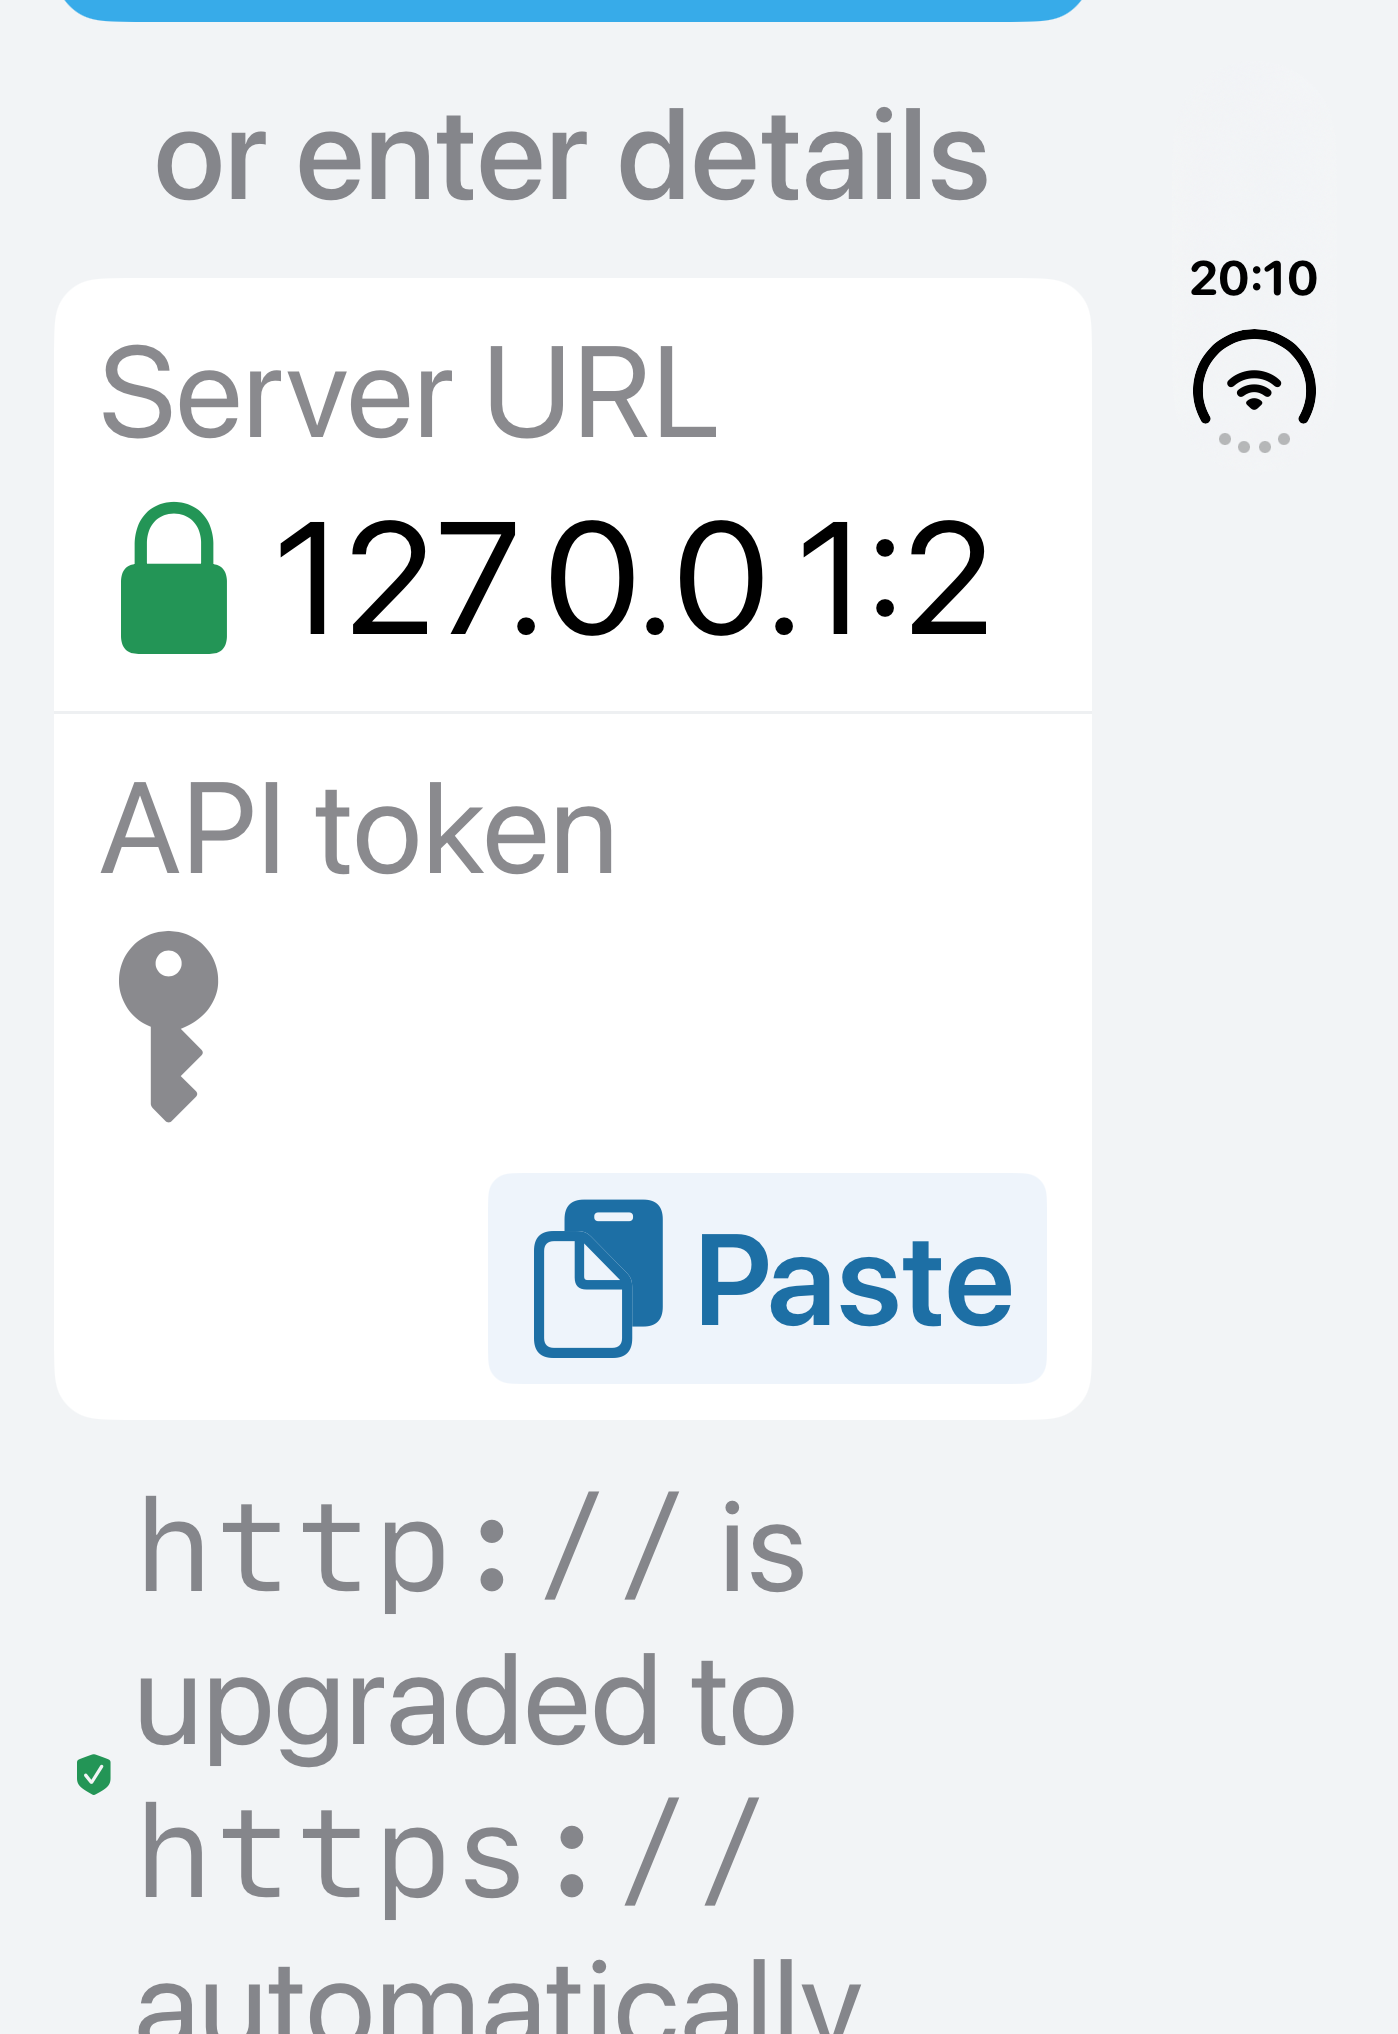 or enter details
20:10
Server URL
127.0.0.1:2
API token
Paste
http:// is
upgraded to
https://
automatically